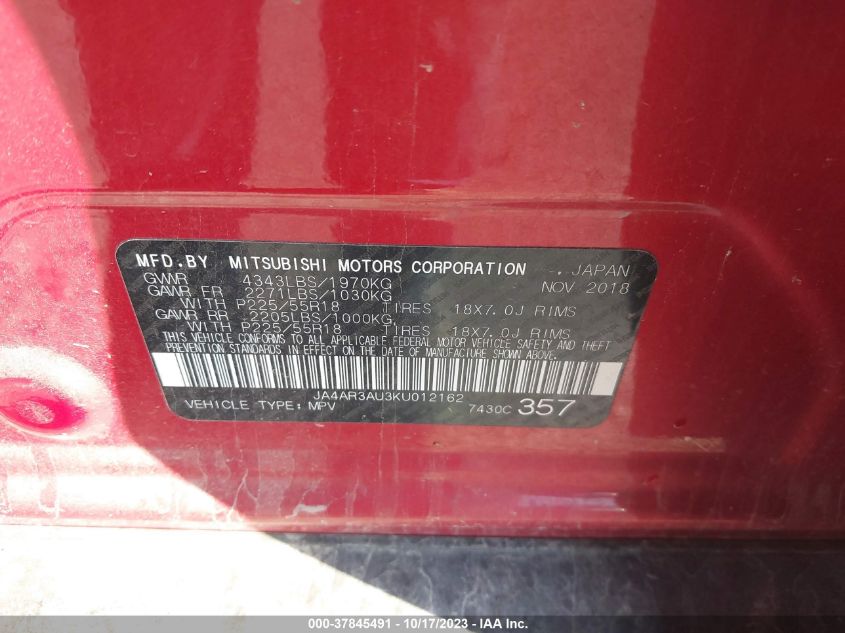 MFD.BY MITSUBISHI MOTORS CORPORATION -, JAPAN
GVWR 4343LBS/1970KG NOV 2018
GAWR FR 2271LBS/1030KG
WITH P225/55R18 TIRES 18X7.0J RIMS
GAWR RR 2205LBS/1000KG
WITH P225/55R18 TIRES 18X7.0J RIMS
THIS VEHICLE CONFORMS TO ALL APPLICABLE FEDERAL MOTOR VEHICLE SAFETY AND THEFT
PREVENTION STANDARDS IN EFFECT ON THE DATE OF MANUFACTURE SHOWN ABOVE.
JA4AR3AU3KU012162
VEHICLE TYPE: MPV 7430C 357
000-37845491 - 10/17/2023 - IAA Inc.